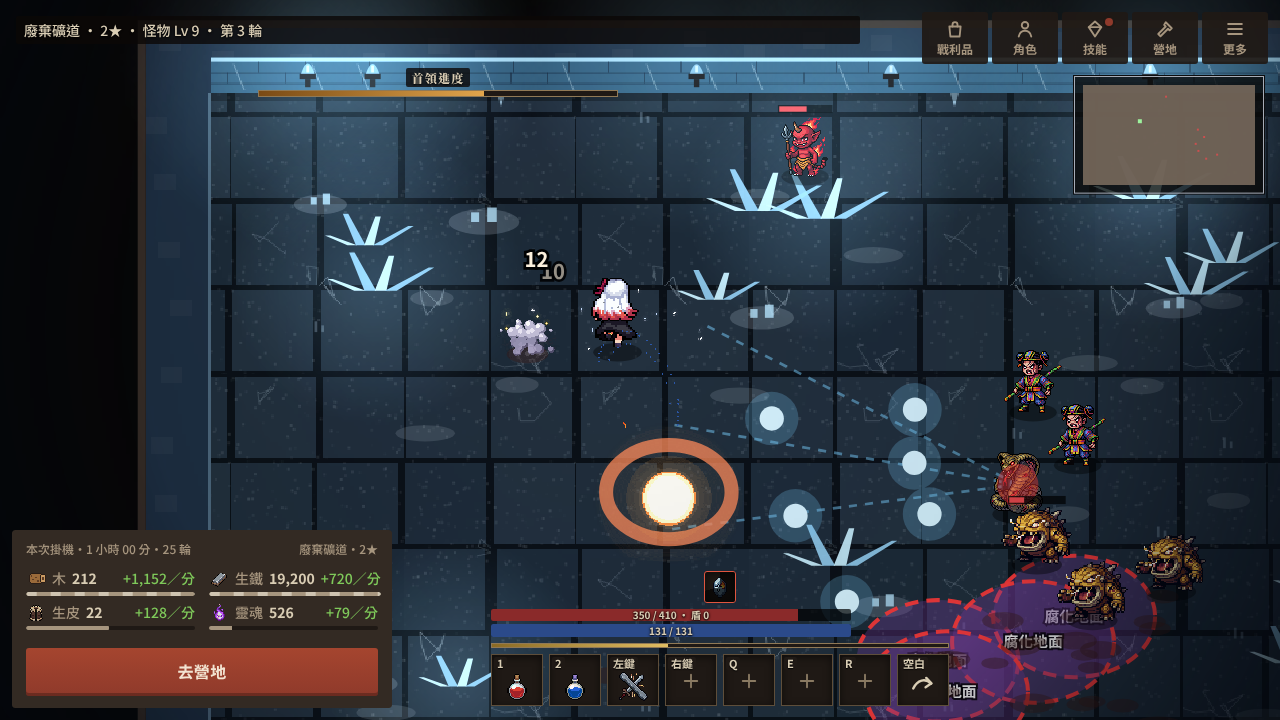 廢棄礦道 • 2★ • 怪物 Lv 9 • 第 3 輪
戰利品
角色
技能
營地
更多
首領進度
12
10
腐化地面
腐化地面
地面
本次掛機・1 小時 00 分・25 輪
廢棄礦道・2★
木 212 +1,152／分
生鐵 19,200 +720／分
生皮 22 +128／分
靈魂 526 +79／分
去營地
350 / 410 • 盾 0
131 / 131
1
2
左鍵
右鍵
Q
E
R
空白